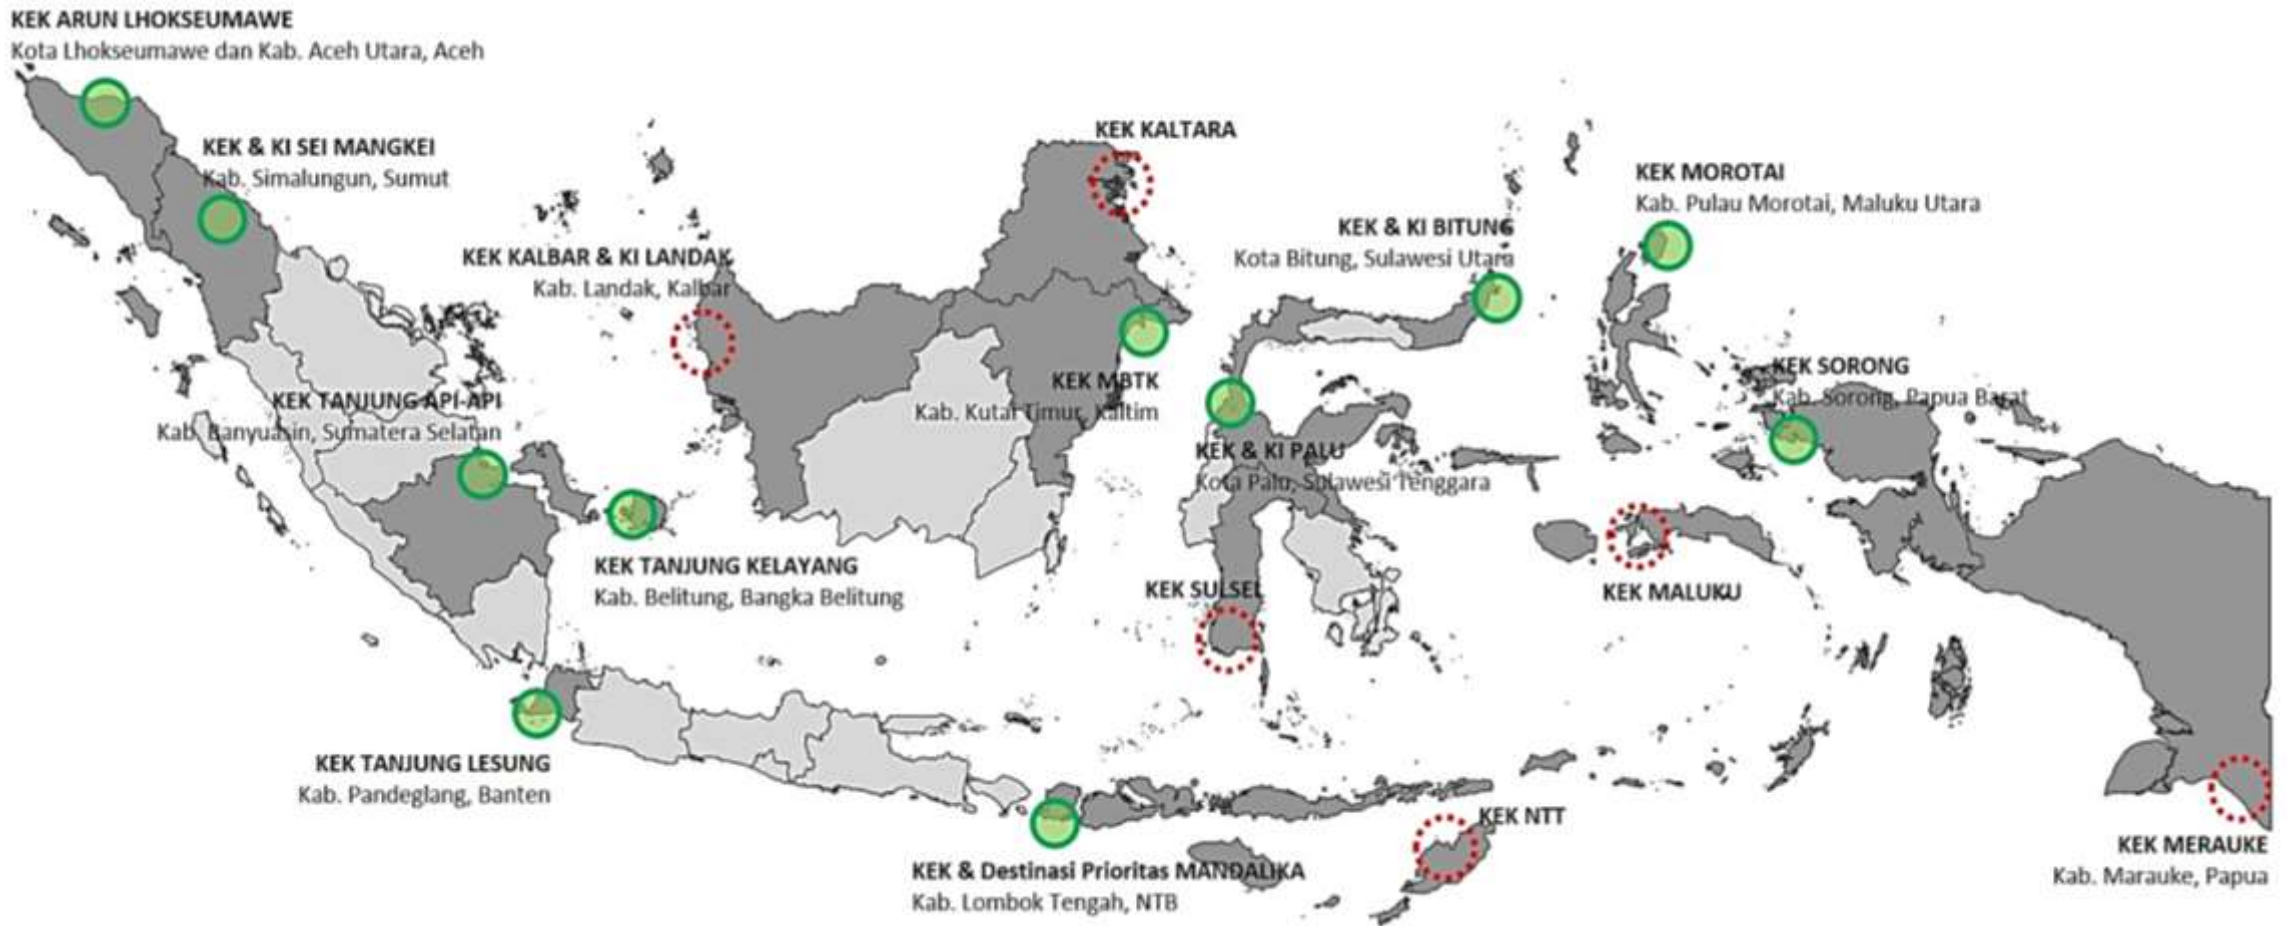 KEK ARUN LHOKSEUMAWE
Kota Lhokseumawe dan Kab. Aceh Utara, Aceh
KEK & KI SEI MANGKEI
Kab. Simalungun, Sumut
KEK KALTARA
KEK MOROTAI
Kab. Pulau Morotai, Maluku Utara
KEK & KI BITUNG
Kota Bitung, Sulawesi Utara
KEK KALBAR & KI LANDAK
Kab. Landak, Kalbar
KEK SORONG
Kab. Sorong, Papua Barat
KEK MBTK
Kab. Kutai Timur, Kaltim
KEK TANJUNG API-API
Kab. Banyuasin, Sumatera Selatan
KEK & KI PALU
Kota Palu, Sulawesi Tenggara
KEK TANJUNG KELAYANG
Kab. Belitung, Bangka Belitung
KEK SULSEL
KEK MALUKU
KEK TANJUNG LESUNG
Kab. Pandeglang, Banten
KEK NTT
KEK MERAUKE
Kab. Marauke, Papua
KEK & Destinasi Prioritas MANDALIKA
Kab. Lombok Tengah, NTB